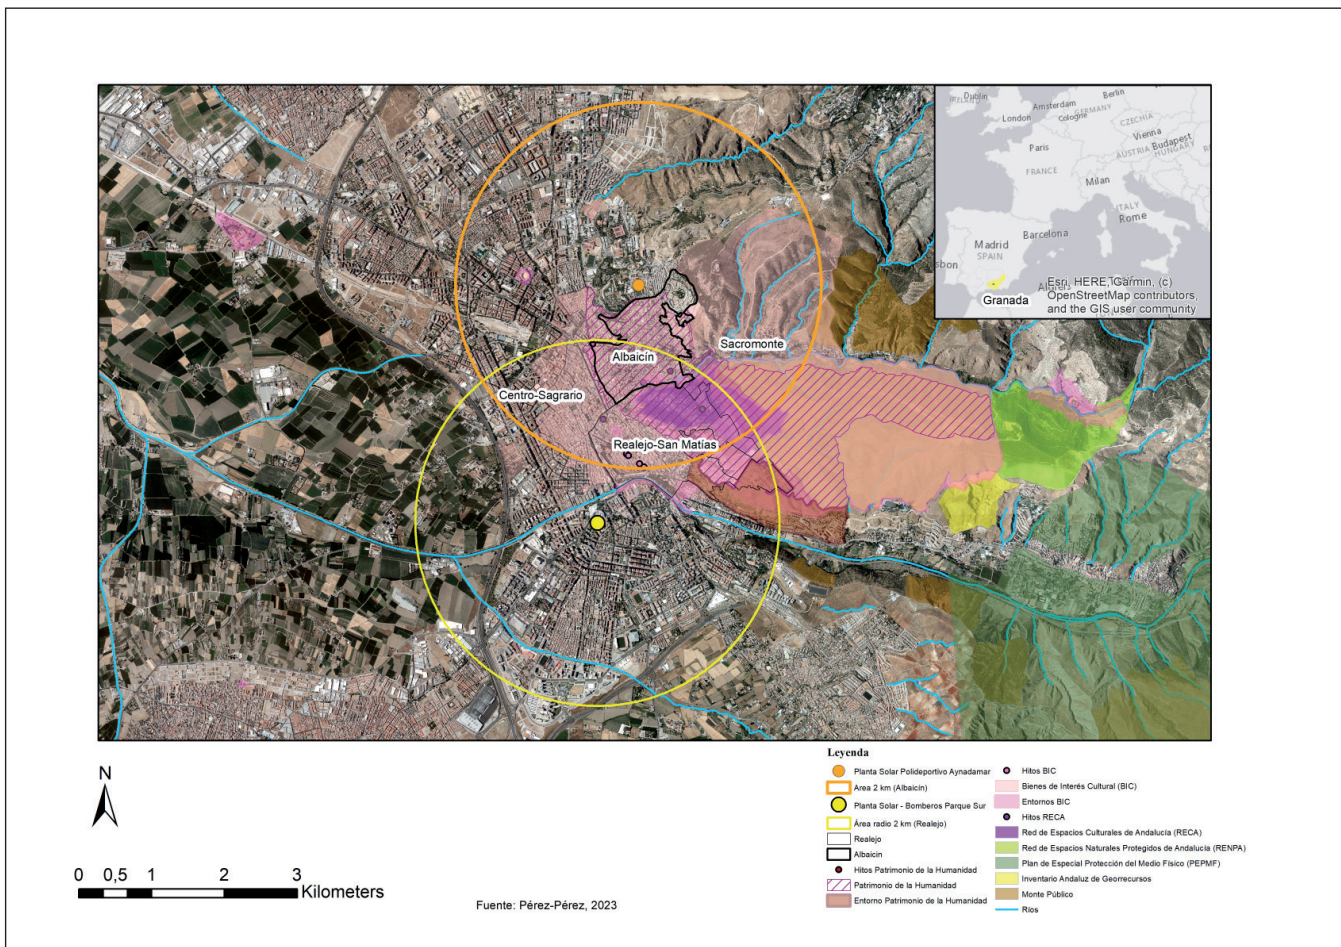 Dublin
Berlin
Amsterdam
GERMANY
London
Cologne
CZECHIA
Paris
Vienna
Budapest
AUSTRIA
HUNGARY
FRANCE
Milan
ITALY
Rome
Barcelona
Madrid
SPAIN
Granada
Esri, HERE, Garmin, (c)
OpenStreetMap contributors,
and the GIS user community
Sacromonte
Albaicín
Centro-Sagrario
Realejo-San Matías
N
0 0,5 1 2 3
Kilometers
Fuente: Pérez-Pérez, 2023
Leyenda
Planta Solar Polideportivo Aynadamar
Area 2 km (Albaicín)
Planta Solar - Bomberos Parque Sur
Área radio 2 km (Realejo)
Realejo
Albaicin
Hitos Patrimonio de la Humanidad
Patrimonio de la Humanidad
Entorno Patrimonio de la Humanidad
Hitos BIC
Bienes de Interés Cultural (BIC)
Entornos BIC
Hitos RECA
Red de Espacios Culturales de Andalucía (RECA)
Red de Espacios Naturales Protegidos de Andalucía (RENPA)
Plan de Especial Protección del Medio Físico (PEPMF)
Inventario Andaluz de Georrecursos
Monte Público
Ríos